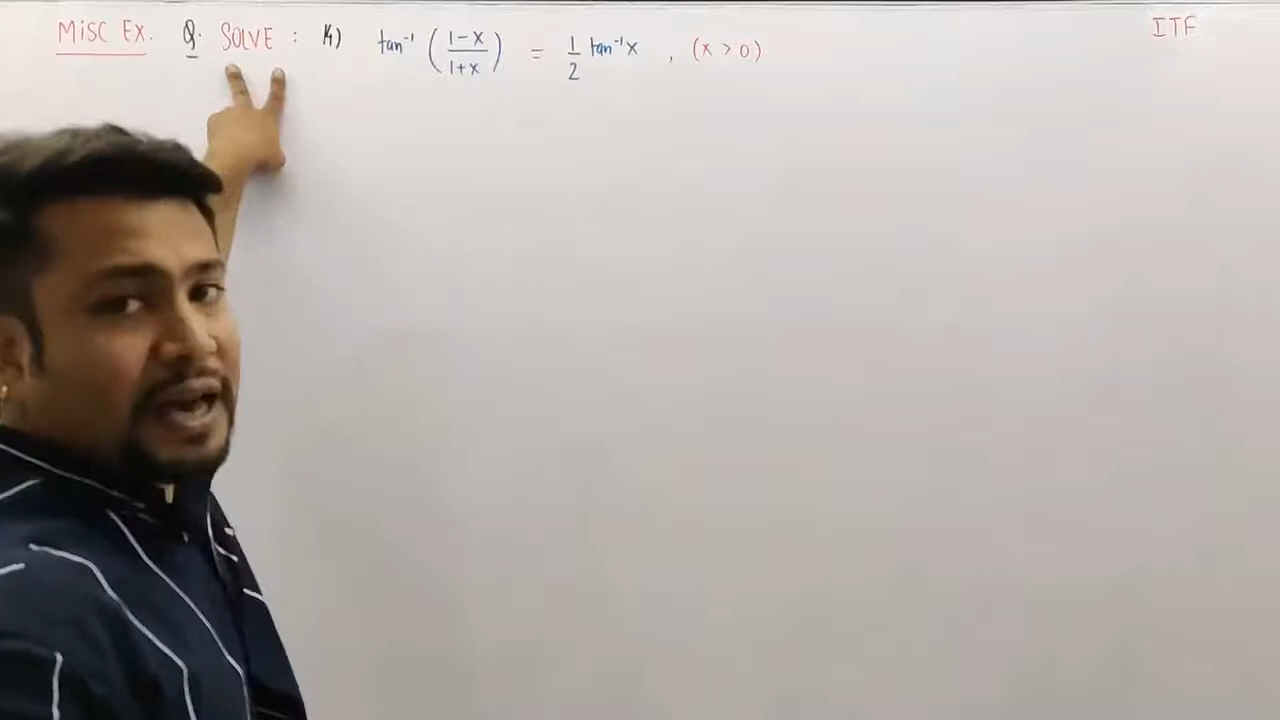 MISC EX. Q. SOLVE : 14) tan⁻¹ ( (1-x)/(1+x) ) = 1/2 tan⁻¹x , (x > 0)
ITF